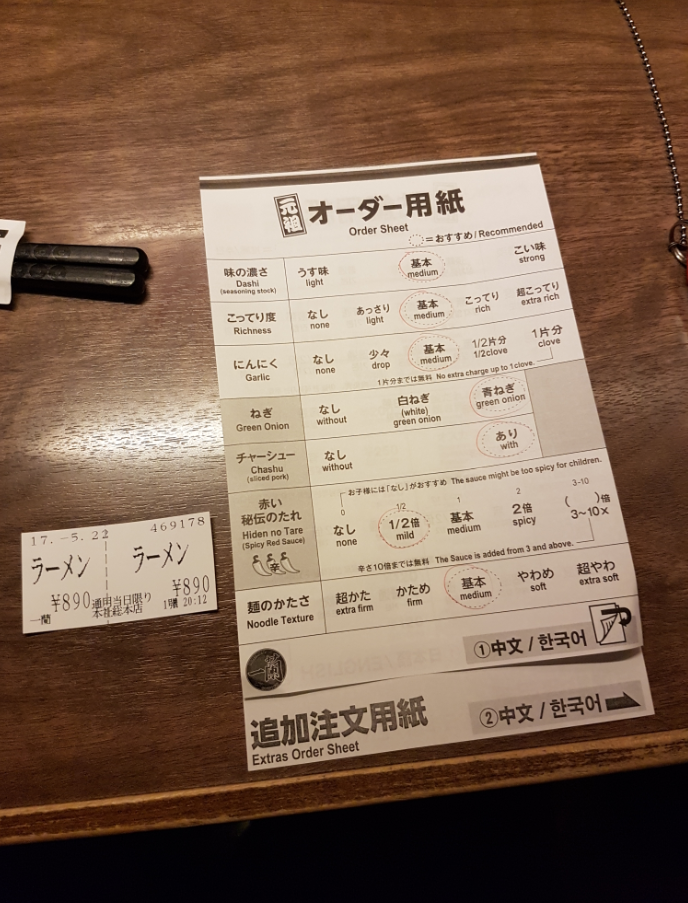 元祖 オーダー用紙
Order Sheet
=おすすめ/Recommended
味の濃さ うす味 基本 こい味
Dashi light medium strong
(seasoning stock)
こってり度 なし あっさり 基本 こってり 超こってり
Richness none light medium rich extra rich
にんにく なし 少々 基本 1/2片分 1片分
Garlic none drop medium 1/2clove clove
1片分までは無料 No extra charge up to 1clove.
ねぎ なし 白ねぎ 青ねぎ
Green Onion without (white) green onion
green onion
チャーシュー なし あり
Chashu without with
(sliced pork)
お子様には「なし」がおすすめ The sauce might be too spicy for children.
0 1/2 1 2 3-10
赤い
秘伝のたれ なし 1/2倍 基本 2倍 ( )倍
Hiden no Tare none mild medium spicy 3~10×
(Spicy Red Sauce)
辛
辛さ10倍までは無料 The Sauce is added from 3 and above.
麺のかたさ 超かた かため 基本 やわめ 超やわ
Noodle Texture extra firm firm medium soft extra soft
①中文/한국어
一蘭
追加注文用紙 ②中文/한국어
Extras Order Sheet
17.-5.22 469178
ラーメン ラーメン
¥890 ¥890
通用当日限り
一蘭 本社総本店 20:12